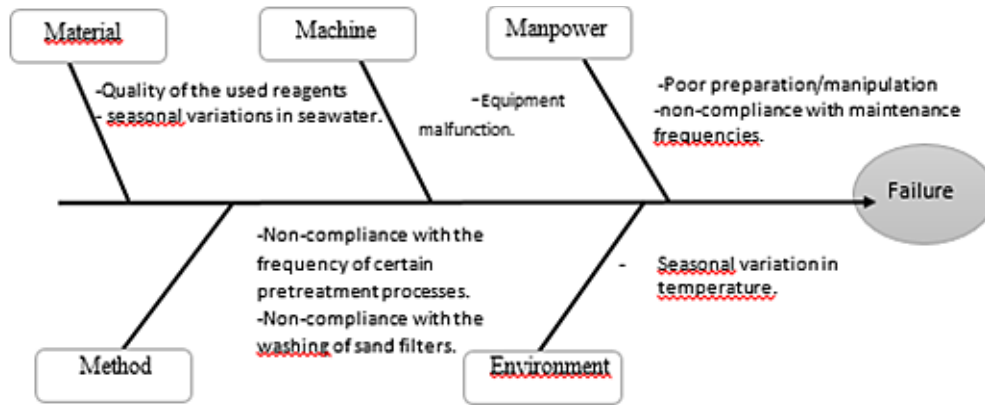 Material
Machine
Manpower
-Quality of the used reagents
- seasonal variations in seawater.
-Equipment
malfunction.
-Poor preparation/manipulation
-non-compliance with maintenance
frequencies.
Failure
-Non-compliance with the
frequency of certain
pretreatment processes.
-Non-compliance with the
washing of sand filters.
- Seasonal variation in
temperature.
Method
Environment